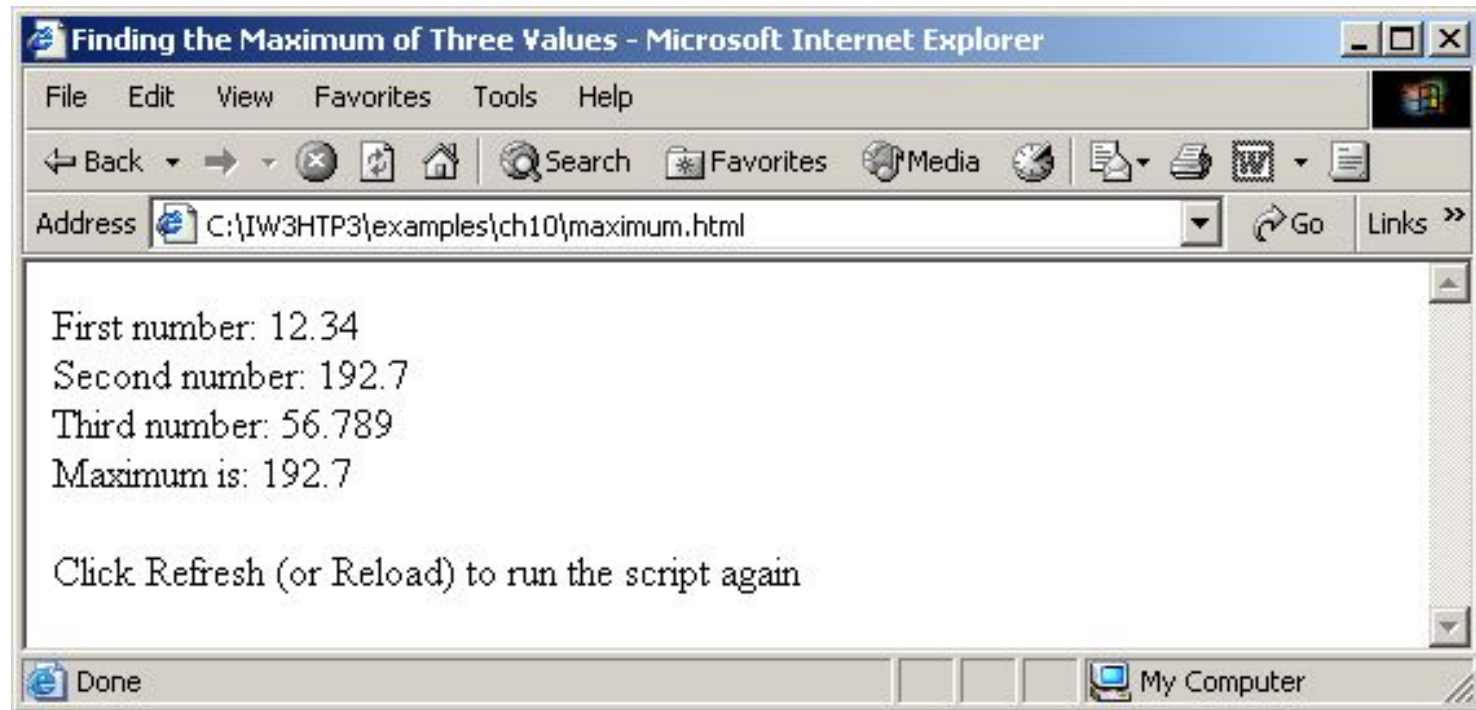 Finding the Maximum of Three Values - Microsoft Internet Explorer
File Edit View Favorites Tools Help
Back Search Favorites Media W
Address C:\IW3HTP3\examples\ch10\maximum.html Go Links »
First number: 12.34
Second number: 192.7
Third number: 56.789
Maximum is: 192.7
Click Refresh (or Reload) to run the script again
Done My Computer